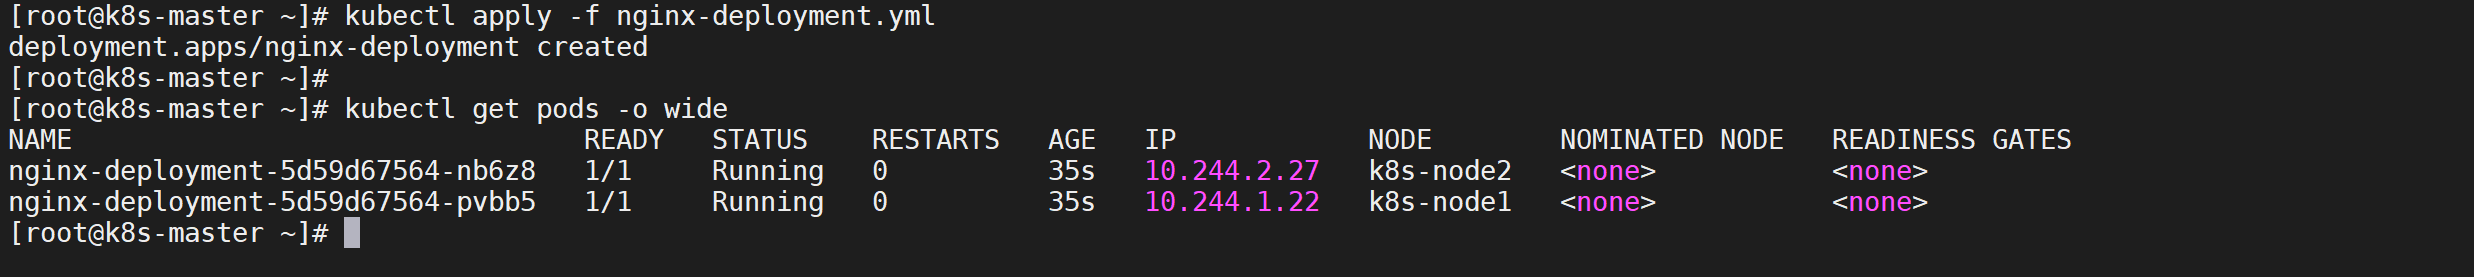 [root@k8s-master ~]# kubectl apply -f nginx-deployment.yml
deployment.apps/nginx-deployment created
[root@k8s-master ~]#
[root@k8s-master ~]# kubectl get pods -o wide
NAME                                READY   STATUS    RESTARTS   AGE   IP            NODE        NOMINATED NODE   READINESS GATES
nginx-deployment-5d59d67564-nb6z8   1/1     Running   0          35s   10.244.2.27   k8s-node2   <none>           <none>
nginx-deployment-5d59d67564-pvbb5   1/1     Running   0          35s   10.244.1.22   k8s-node1   <none>           <none>
[root@k8s-master ~]#